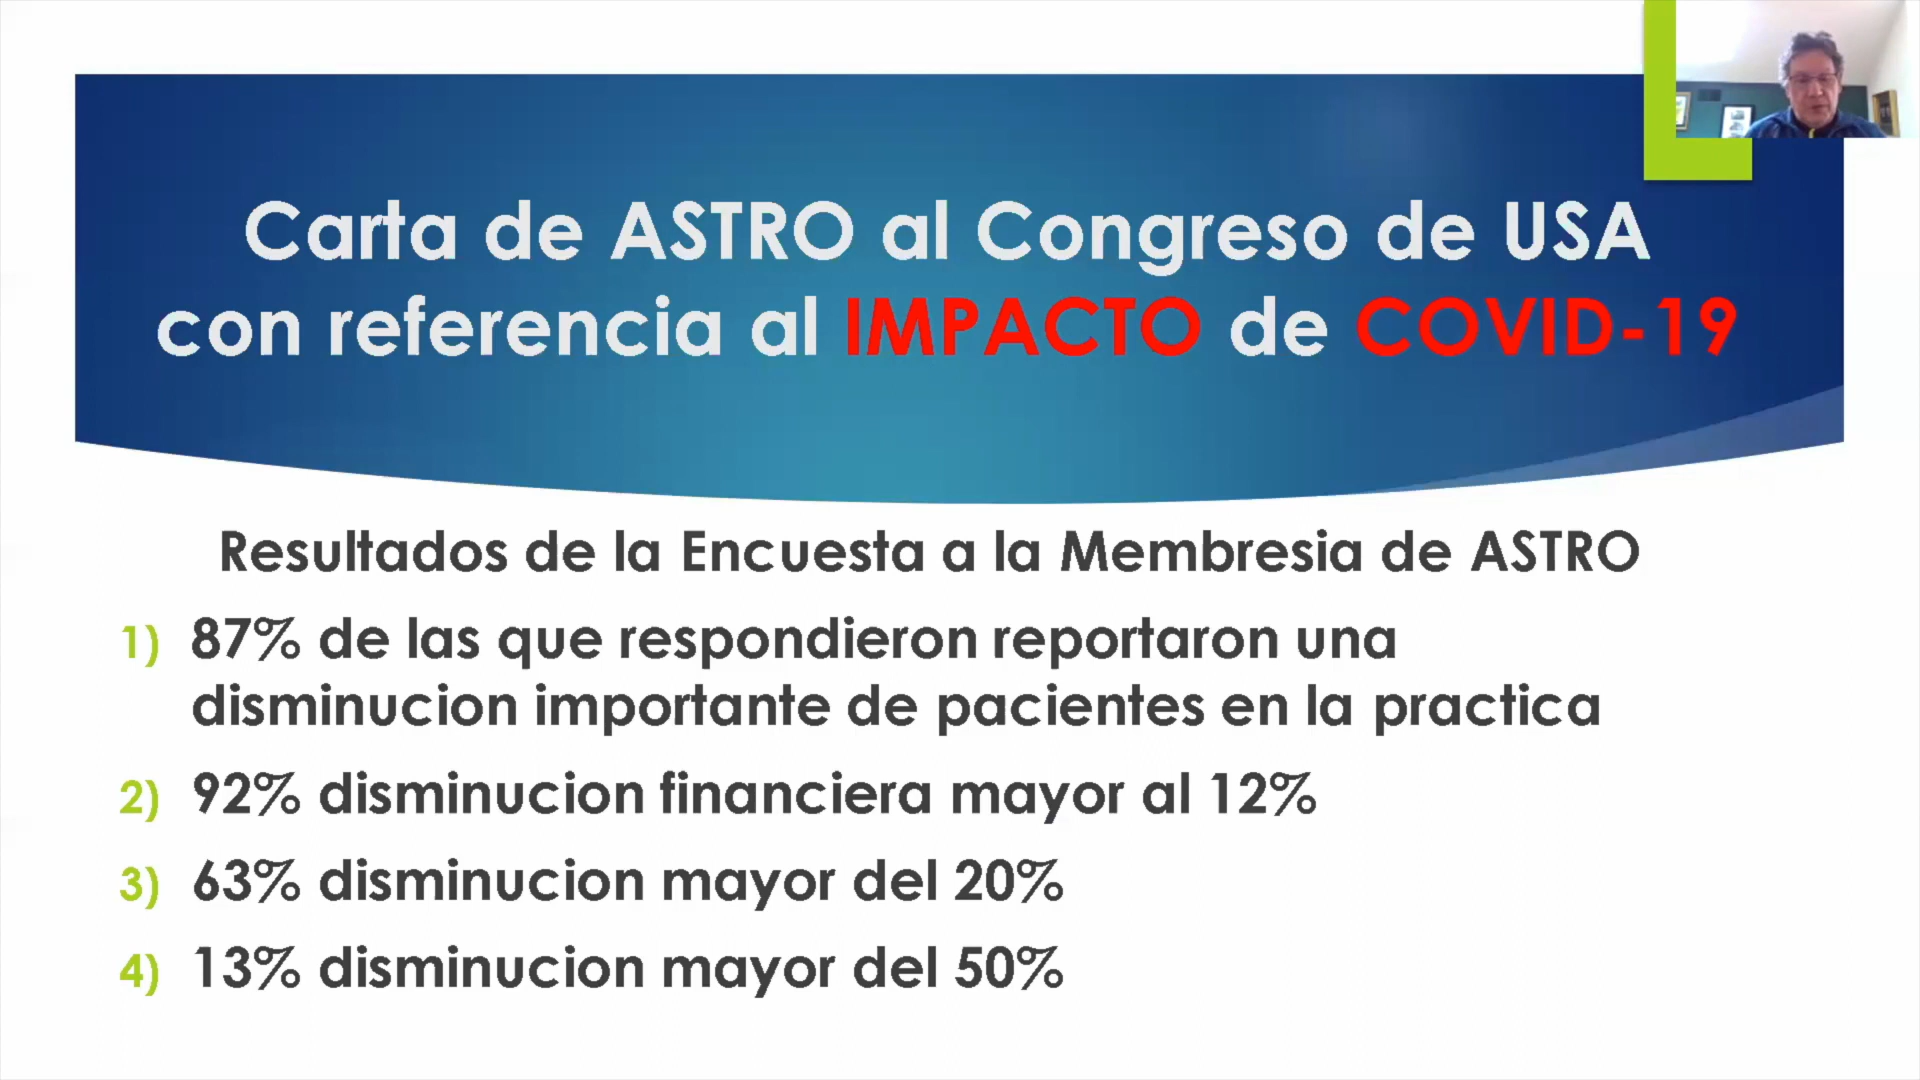 Carta de ASTRO al Congreso de USA
con referencia al IMPACTO de COVID-19
Resultados de la Encuesta a la Membresia de ASTRO
1) 87% de las que respondieron reportaron una
disminucion importante de pacientes en la practica
2) 92% disminucion financiera mayor al 12%
3) 63% disminucion mayor del 20%
4) 13% disminucion mayor del 50%